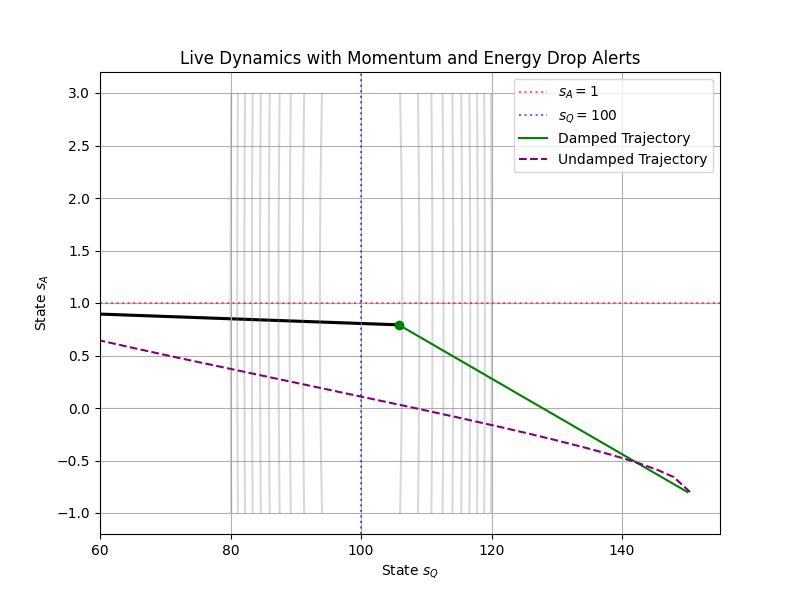 Live Dynamics with Momentum and Energy Drop Alerts
3.0
2.5
2.0
1.5
1.0
0.5
0.0
−0.5
−1.0
State s_A
s_A = 1
s_Q = 100
Damped Trajectory
Undamped Trajectory
60 80 100 120 140
State s_Q